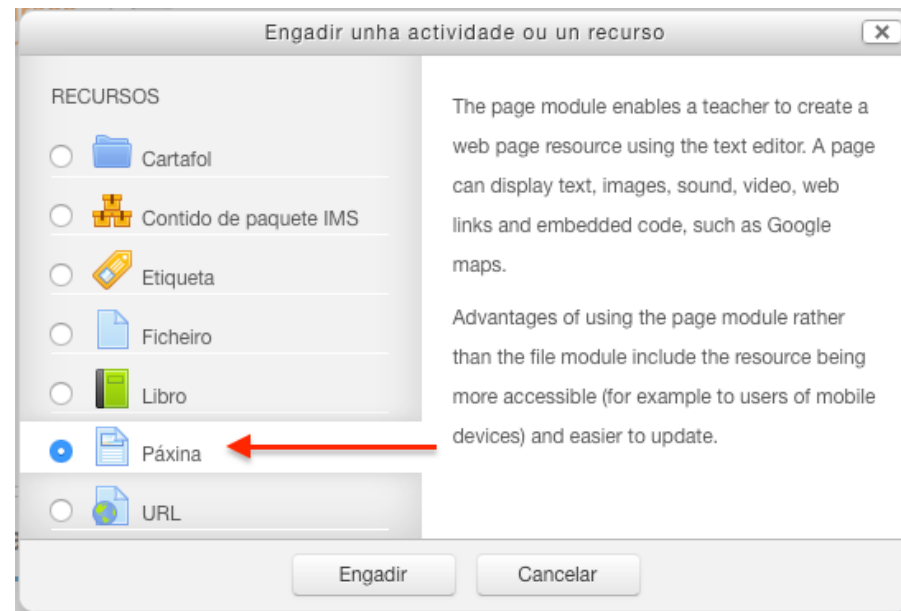 Engadir unha actividade ou un recurso
RECURSOS
Cartafol
Contido de paquete IMS
Etiqueta
Ficheiro
Libro
Páxina
URL
The page module enables a teacher to create a
web page resource using the text editor. A page
can display text, images, sound, video, web
links and embedded code, such as Google
maps.
Advantages of using the page module rather
than the file module include the resource being
more accessible (for example to users of mobile
devices) and easier to update.
Engadir
Cancelar